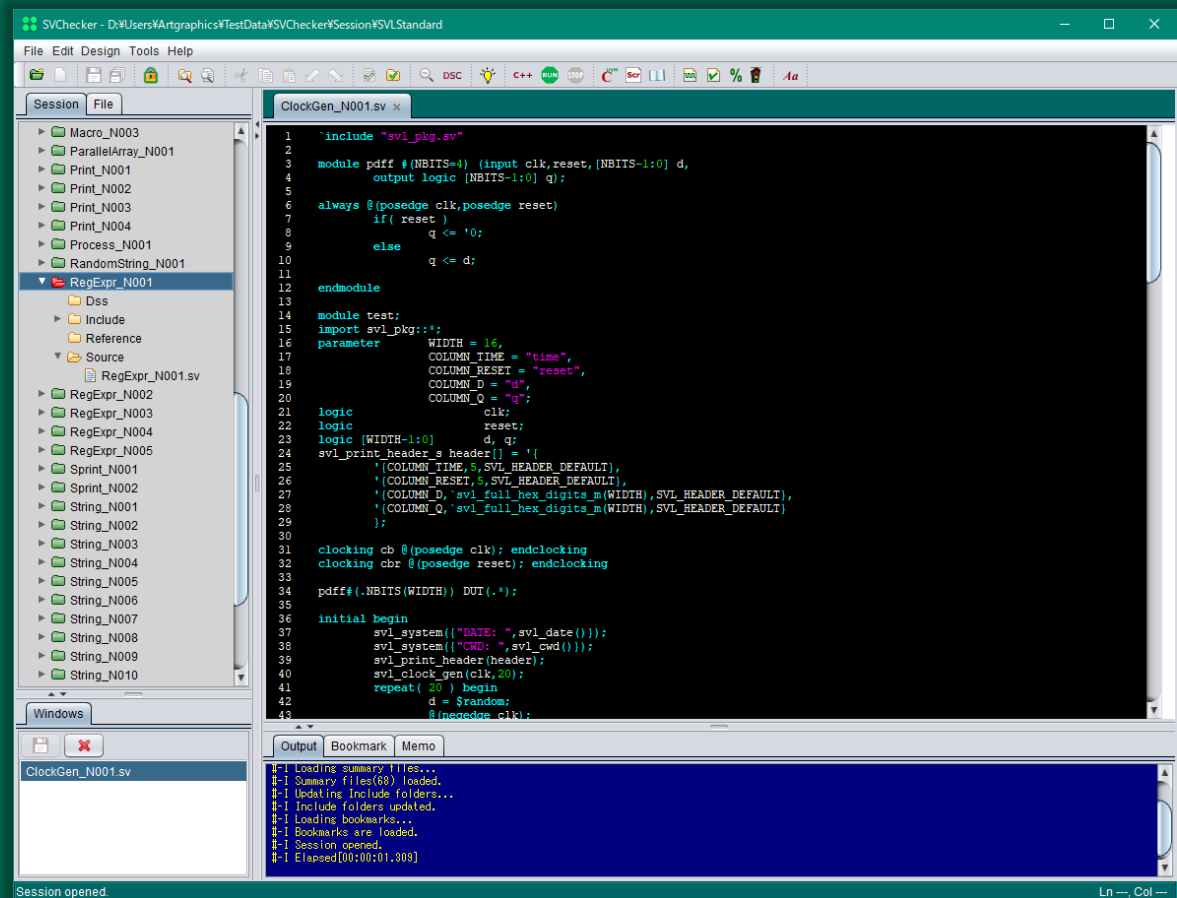 SVChecker - D:¥Users¥Artgraphics¥TestData¥SVChecker¥Session¥SVLStandard
File Edit Design Tools Help
DSC C++ RUN STOP C UVM Scr % Aa
Session File
Macro_N003
ParallelArray_N001
Print_N001
Print_N002
Print_N003
Print_N004
Process_N001
RandomString_N001
RegExpr_N001
Dss
Include
Reference
Source
RegExpr_N001.sv
RegExpr_N002
RegExpr_N003
RegExpr_N004
RegExpr_N005
Sprint_N001
Sprint_N002
String_N001
String_N002
String_N003
String_N004
String_N005
String_N006
String_N007
String_N008
String_N009
String_N010
Windows
ClockGen_N001.sv
ClockGen_N001.sv ×
1 `include "svl_pkg.sv"
2
3 module pdff #(NBITS=4) (input clk,reset,[NBITS-1:0] d,
4 output logic [NBITS-1:0] q);
5
6 always @(posedge clk,posedge reset)
7 if( reset )
8 q <= '0;
9 else
10 q <= d;
11
12 endmodule
13
14 module test;
15 import svl_pkg::*;
16 parameter WIDTH = 16,
17 COLUMN_TIME = "time",
18 COLUMN_RESET = "reset",
19 COLUMN_D = "d",
20 COLUMN_Q = "q";
21 logic clk;
22 logic reset;
23 logic [WIDTH-1:0] d, q;
24 svl_print_header_s header[] = '{
25 '{COLUMN_TIME,5,SVL_HEADER_DEFAULT},
26 '{COLUMN_RESET,5,SVL_HEADER_DEFAULT},
27 '{COLUMN_D,`svl_full_hex_digits_m(WIDTH),SVL_HEADER_DEFAULT},
28 '{COLUMN_Q,`svl_full_hex_digits_m(WIDTH),SVL_HEADER_DEFAULT}
29 };
30
31 clocking cb @(posedge clk); endclocking
32 clocking cbr @(posedge reset); endclocking
33
34 pdff#(.NBITS(WIDTH)) DUT(.*);
35
36 initial begin
37 svl_system({"DATE: ",svl_date()});
38 svl_system({"CWD: ",svl_cwd()});
39 svl_print_header(header);
40 svl_clock_gen(clk,20);
41 repeat( 20 ) begin
42 d = $random;
43 @(negedge clk);
Output Bookmark Memo
#-I Loading summary files...
#-I Summary files(68) loaded.
#-I Updating Include folders...
#-I Include folders updated.
#-I Loading bookmarks...
#-I Bookmarks are loaded.
#-I Session opened.
#-I Elapsed[00:00:01.309]
Session opened.
Ln ---, Col ---